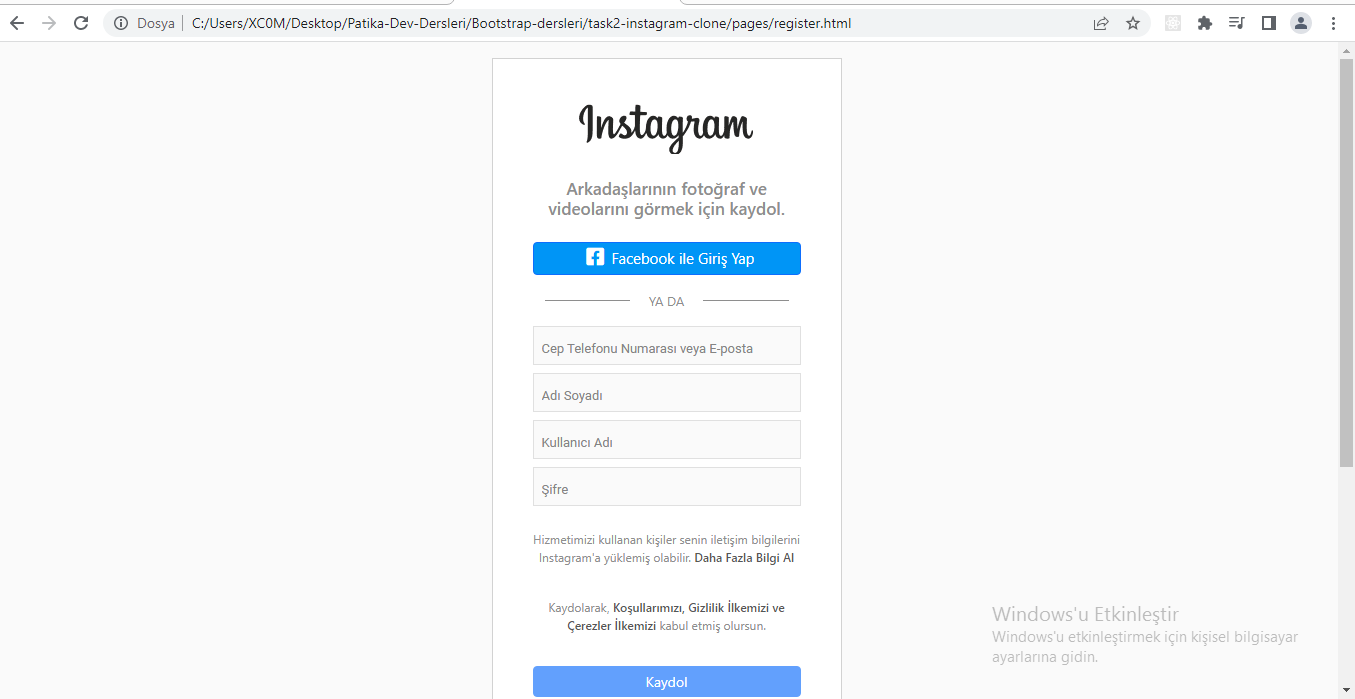 Dosya
C:/Users/XC0M/Desktop/Patika-Dev-Dersleri/Bootstrap-dersleri/task2-instagram-clone/pages/register.html
Instagram
Arkadaşlarının fotoğraf ve
videolarını görmek için kaydol.
Facebook ile Giriş Yap
YA DA
Cep Telefonu Numarası veya E-posta
Adı Soyadı
Kullanıcı Adı
Şifre
Hizmetimizi kullanan kişiler senin iletişim bilgilerini
Instagram'a yüklemiş olabilir. Daha Fazla Bilgi Al
Kaydolarak, Koşullarımızı, Gizlilik İlkemizi ve
Çerezler İlkemizi kabul etmiş olursun.
Kaydol
Windows'u Etkinleştir
Windows'u etkinleştirmek için kişisel bilgisayar
ayarlarına gidin.